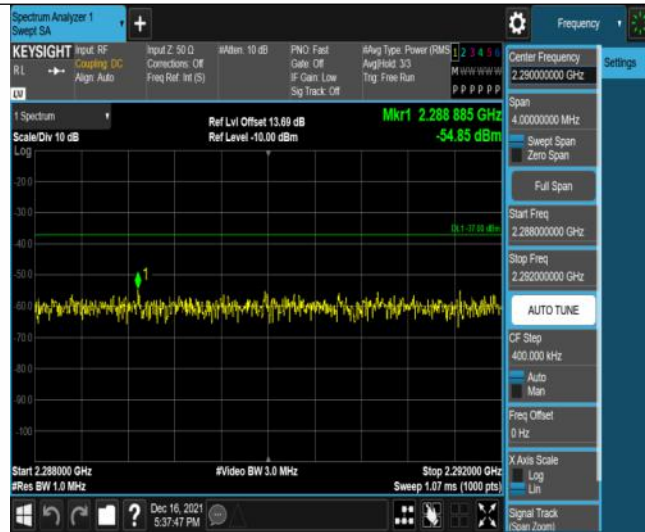 Spectrum Analyzer 1
Swept SA
+
Frequency
KEYSIGHT
RL
LVI
Input: RF
Coupling: DC
Align: Auto
Input Z: 50 Ω
Corrections: Off
Freq Ref: Int (S)
#Atten: 10 dB
PNO: Fast
Gate: Off
IF Gain: Low
Sig Track: Off
#Avg Type: Power (RMS
Avg|Hold: 3/3
Trig: Free Run
1 2 3 4 5 6
M W W W W W
P P P P P P
1 Spectrum
Scale/Div 10 dB
Log
Ref Lvl Offset 13.69 dB
Ref Level -10.00 dBm
Mkr1 2.288 885 GHz
-54.85 dBm
-20.0
-30.0
DL1 -37.00 dBm
-40.0
-50.0
1
-60.0
-70.0
-80.0
-90.0
-100
Start 2.288000 GHz
#Res BW 1.0 MHz
#Video BW 3.0 MHz
Stop 2.292000 GHz
Sweep 1.07 ms (1000 pts)
?
Dec 16, 2021
5:37:47 PM
Center Frequency
2.290000000 GHz
Settings
Span
4.00000000 MHz
Swept Span
Zero Span
Full Span
Start Freq
2.288000000 GHz
Stop Freq
2.292000000 GHz
AUTO TUNE
CF Step
400.000 kHz
Auto
Man
Freq Offset
0 Hz
X Axis Scale
Log
Lin
Signal Track
(Span Zoom)